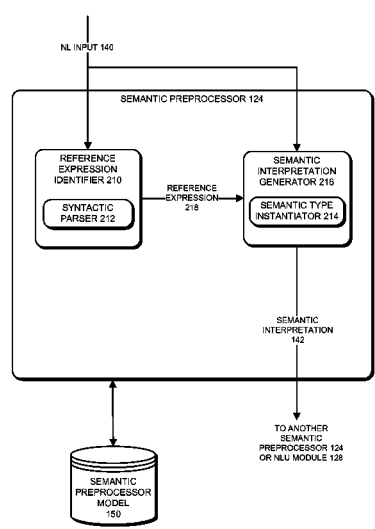 NL INPUT 140
SEMANTIC PREPROCESSOR 124
REFERENCE
EXPRESSION
IDENTIFIER 210
SYNTACTIC
PARSER 212
REFERENCE
EXPRESSION
218
SEMANTIC
INTERPRETATION
GENERATOR 216
SEMANTIC TYPE
INSTANTIATOR 214
SEMANTIC
INTERPRETATION
142
TO ANOTHER
SEMANTIC
PREPROCESSOR 124
OR NLU MODULE 128
SEMANTIC
PREPROCESSOR
MODEL
150